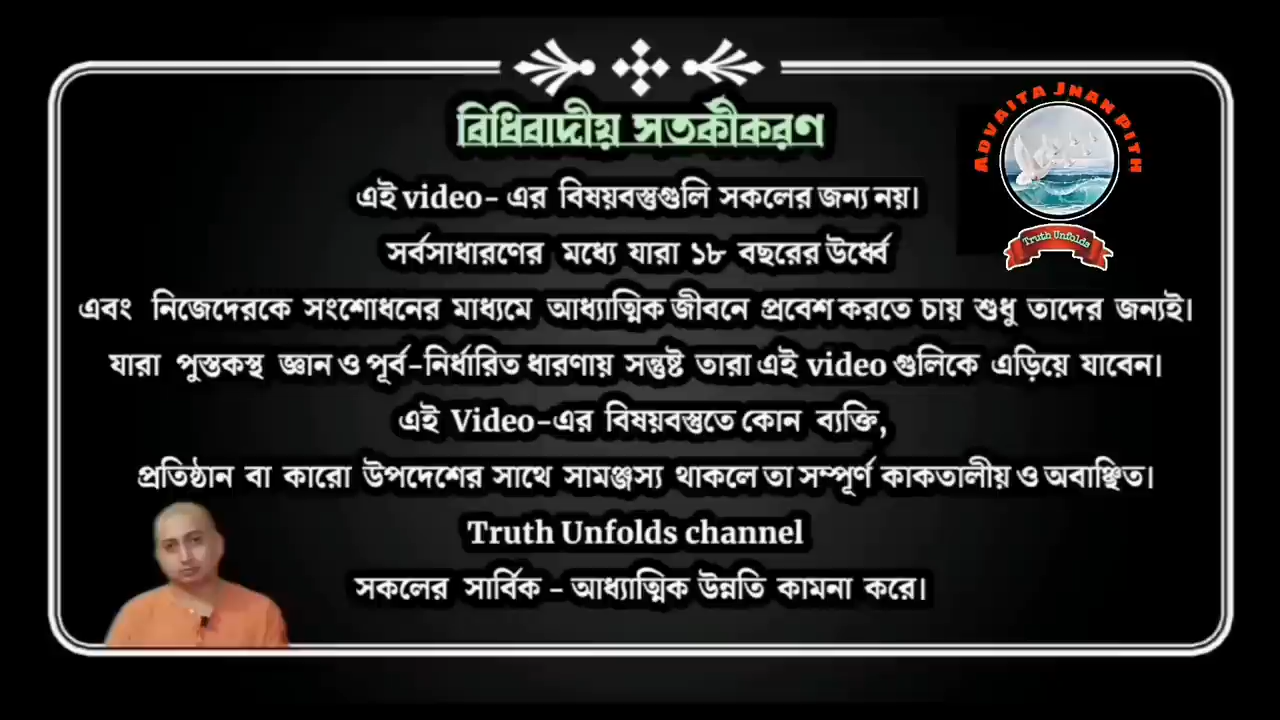 বিধিবাদীয় সতর্কীকরণ
ADVAITA JNAN PITH
Truth Unfolds
এই video- এর বিষয়বস্তুগুলি সকলের জন্য নয়।
সর্বসাধারণের মধ্যে যারা ১৮ বছরের উর্ধ্বে
এবং নিজেদেরকে সংশোধনের মাধ্যমে আধ্যাত্মিক জীবনে প্রবেশ করতে চায় শুধু তাদের জন্যই।
যারা পুস্তকস্থ জ্ঞান ও পূর্ব-নির্ধারিত ধারণায় সন্তুষ্ট তারা এই video গুলিকে এড়িয়ে যাবেন।
এই Video-এর বিষয়বস্তুতে কোন ব্যক্তি,
প্রতিষ্ঠান বা কারো উপদেশের সাথে সামঞ্জস্য থাকলে তা সম্পূর্ণ কাকতালীয় ও অবাঞ্ছিত।
Truth Unfolds channel
সকলের সার্বিক - আধ্যাত্মিক উন্নতি কামনা করে।